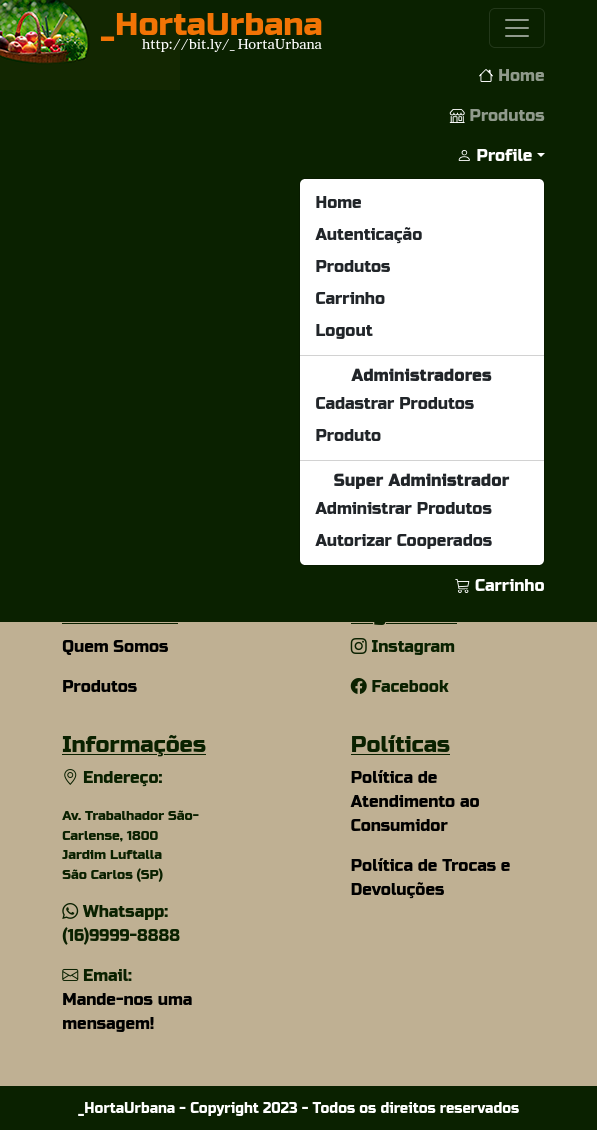 _HortaUrbana
http://bit.ly/_HortaUrbana
Home
Produtos
Profile
Home
Autenticação
Produtos
Carrinho
Logout
Administradores
Cadastrar Produtos
Produto
Super Administrador
Administrar Produtos
Autorizar Cooperados
Carrinho
Quem Somos
Produtos
Instagram
Facebook
Informações
Endereço:
Av. Trabalhador São-
Carlense, 1800
Jardim Luftalla
São Carlos (SP)
Whatsapp:
(16)9999-8888
Email:
Mande-nos uma
mensagem!
Políticas
Política de
Atendimento ao
Consumidor
Política de Trocas e
Devoluções
_HortaUrbana - Copyright 2023 - Todos os direitos reservados